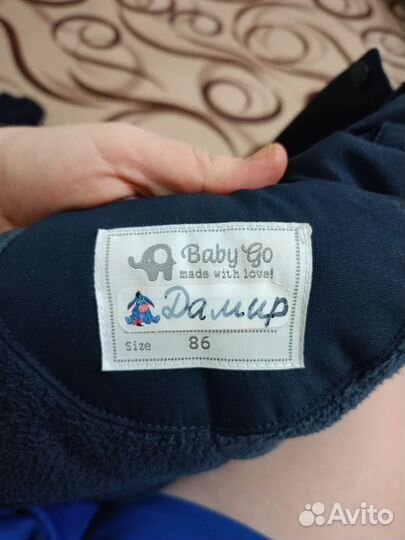 Baby Go
made with love!
Дамир
Size 86
Avito